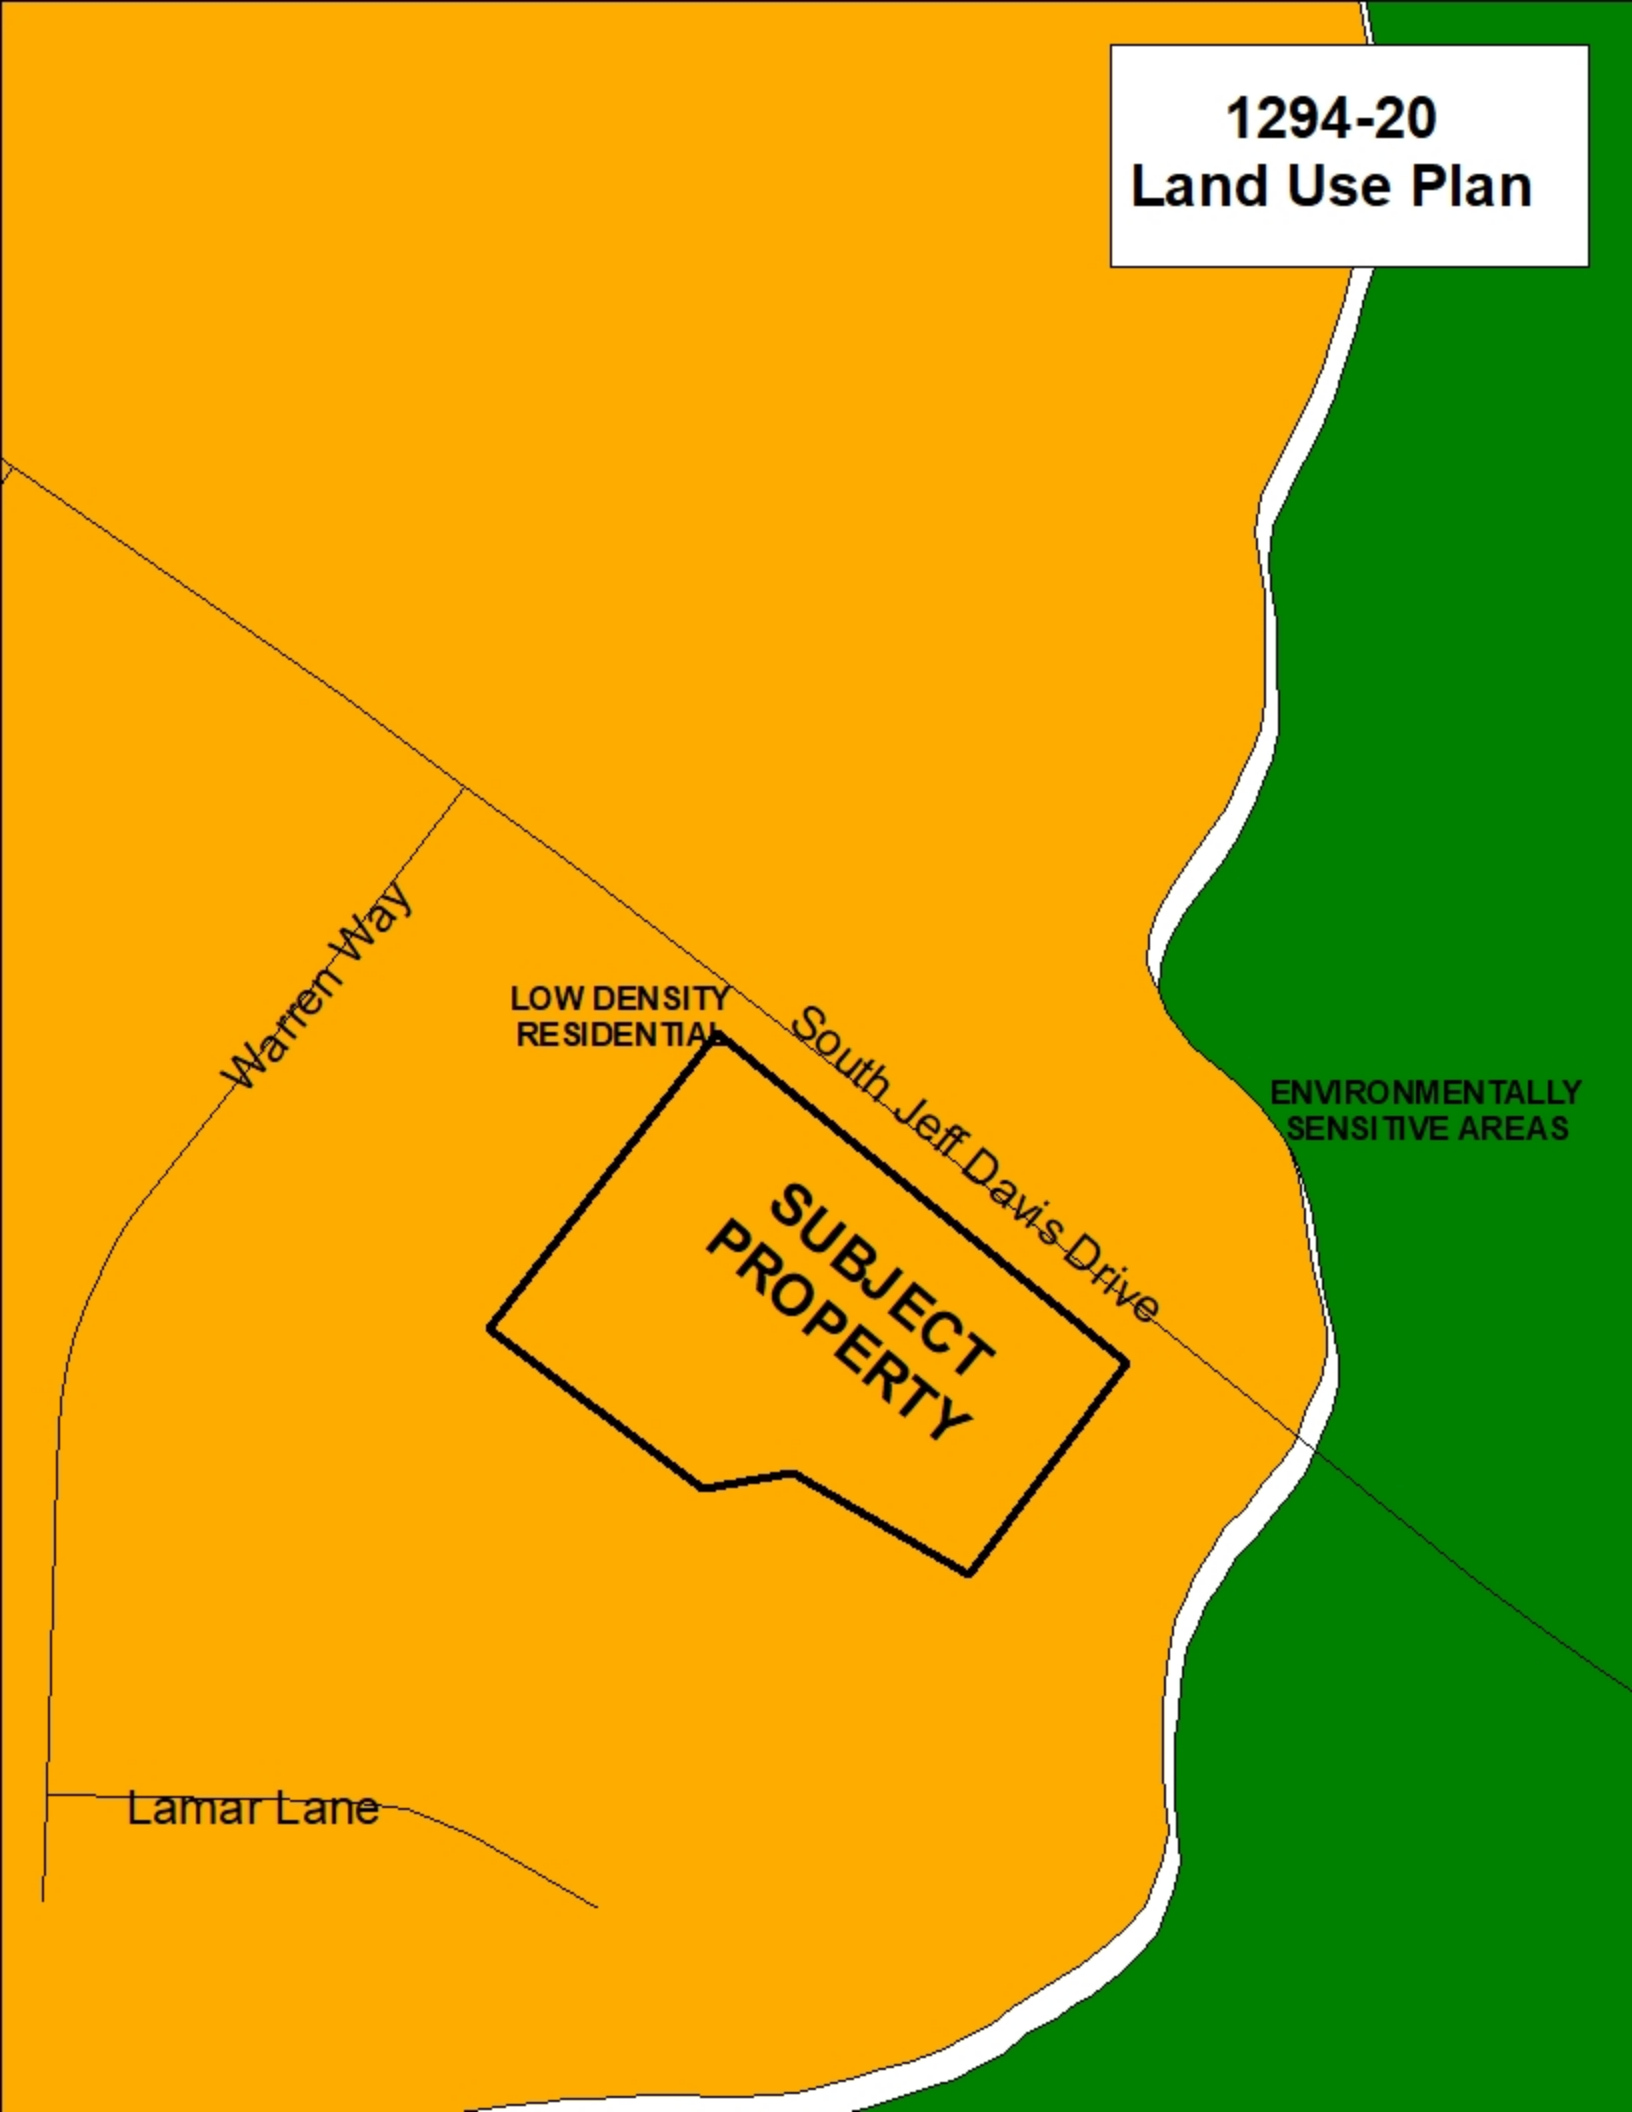 1294-20
Land Use Plan
Warren Way
LOW DENSITY
RESIDENTIAL
South Jeff Davis Drive
ENVIRONMENTALLY
SENSITIVE AREAS
SUBJECT
PROPERTY
Lamar Lane